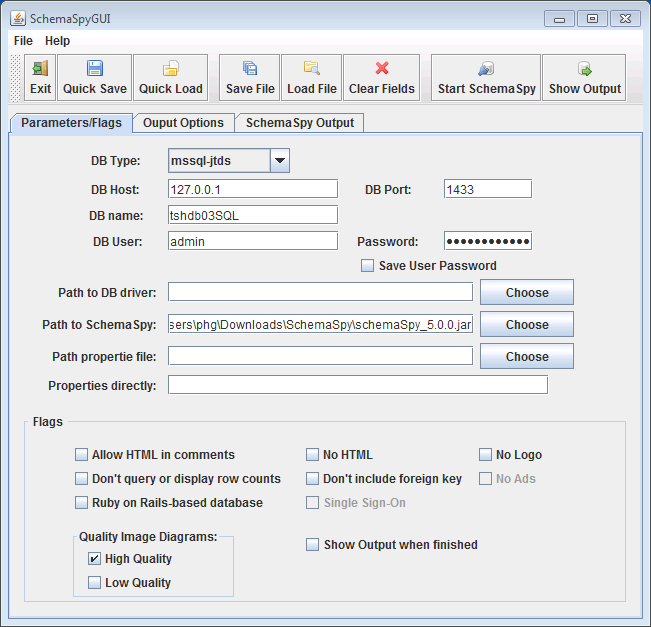 SchemaSpyGUI
File Help
Exit Quick Save Quick Load Save File Load File Clear Fields Start SchemaSpy Show Output
Parameters/Flags Ouput Options SchemaSpy Output
DB Type: mssql-jtds
DB Host: 127.0.0.1 DB Port: 1433
DB name: tshdb03SQL
DB User: admin Password: ●●●●●●●●●●●●
Save User Password
Path to DB driver: Choose
Path to SchemaSpy: sers\phg\Downloads\SchemaSpy\schemaSpy_5.0.0.jar Choose
Path propertie file: Choose
Properties directly:
Flags
Allow HTML in comments No HTML No Logo
Don't query or display row counts Don't include foreign key No Ads
Ruby on Rails-based database Single Sign-On
Quality Image Diagrams:
Show Output when finished
High Quality
Low Quality